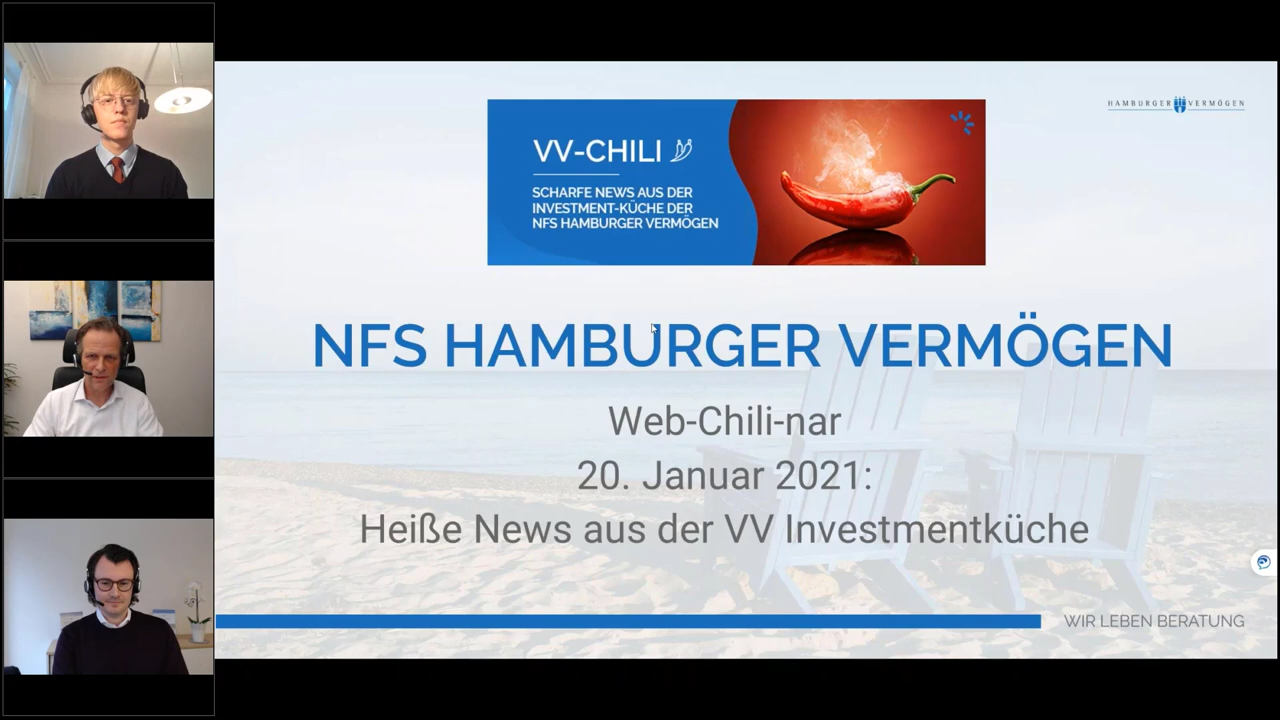 HAMBURGER VERMÖGEN
VV-CHILI
SCHARFE NEWS AUS DER
INVESTMENT-KÜCHE DER
NFS HAMBURGER VERMÖGEN
NFS HAMBURGER VERMÖGEN
Web-Chili-nar
20. Januar 2021:
Heiße News aus der VV Investmentküche
WIR LEBEN BERATUNG